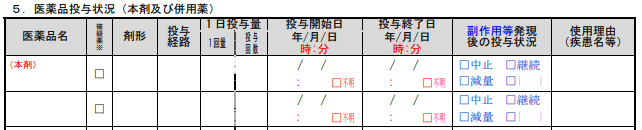 ５．医薬品投与状況（本剤及び併用薬）
医薬品名 被疑薬※ 剤形 投与経路 １日投与量 １回量 投与回数 投与開始日 年/月/日 時：分 投与終了日 年/月/日 時：分 副作用等発現後の投与状況 使用理由（疾患名等）
（本剤） □ / / ： □不明 / / ： □不明 □中止 □継続 □減量 □( )
□ / / ： □不明 / / ： □不明 □中止 □継続 □減量 □( )